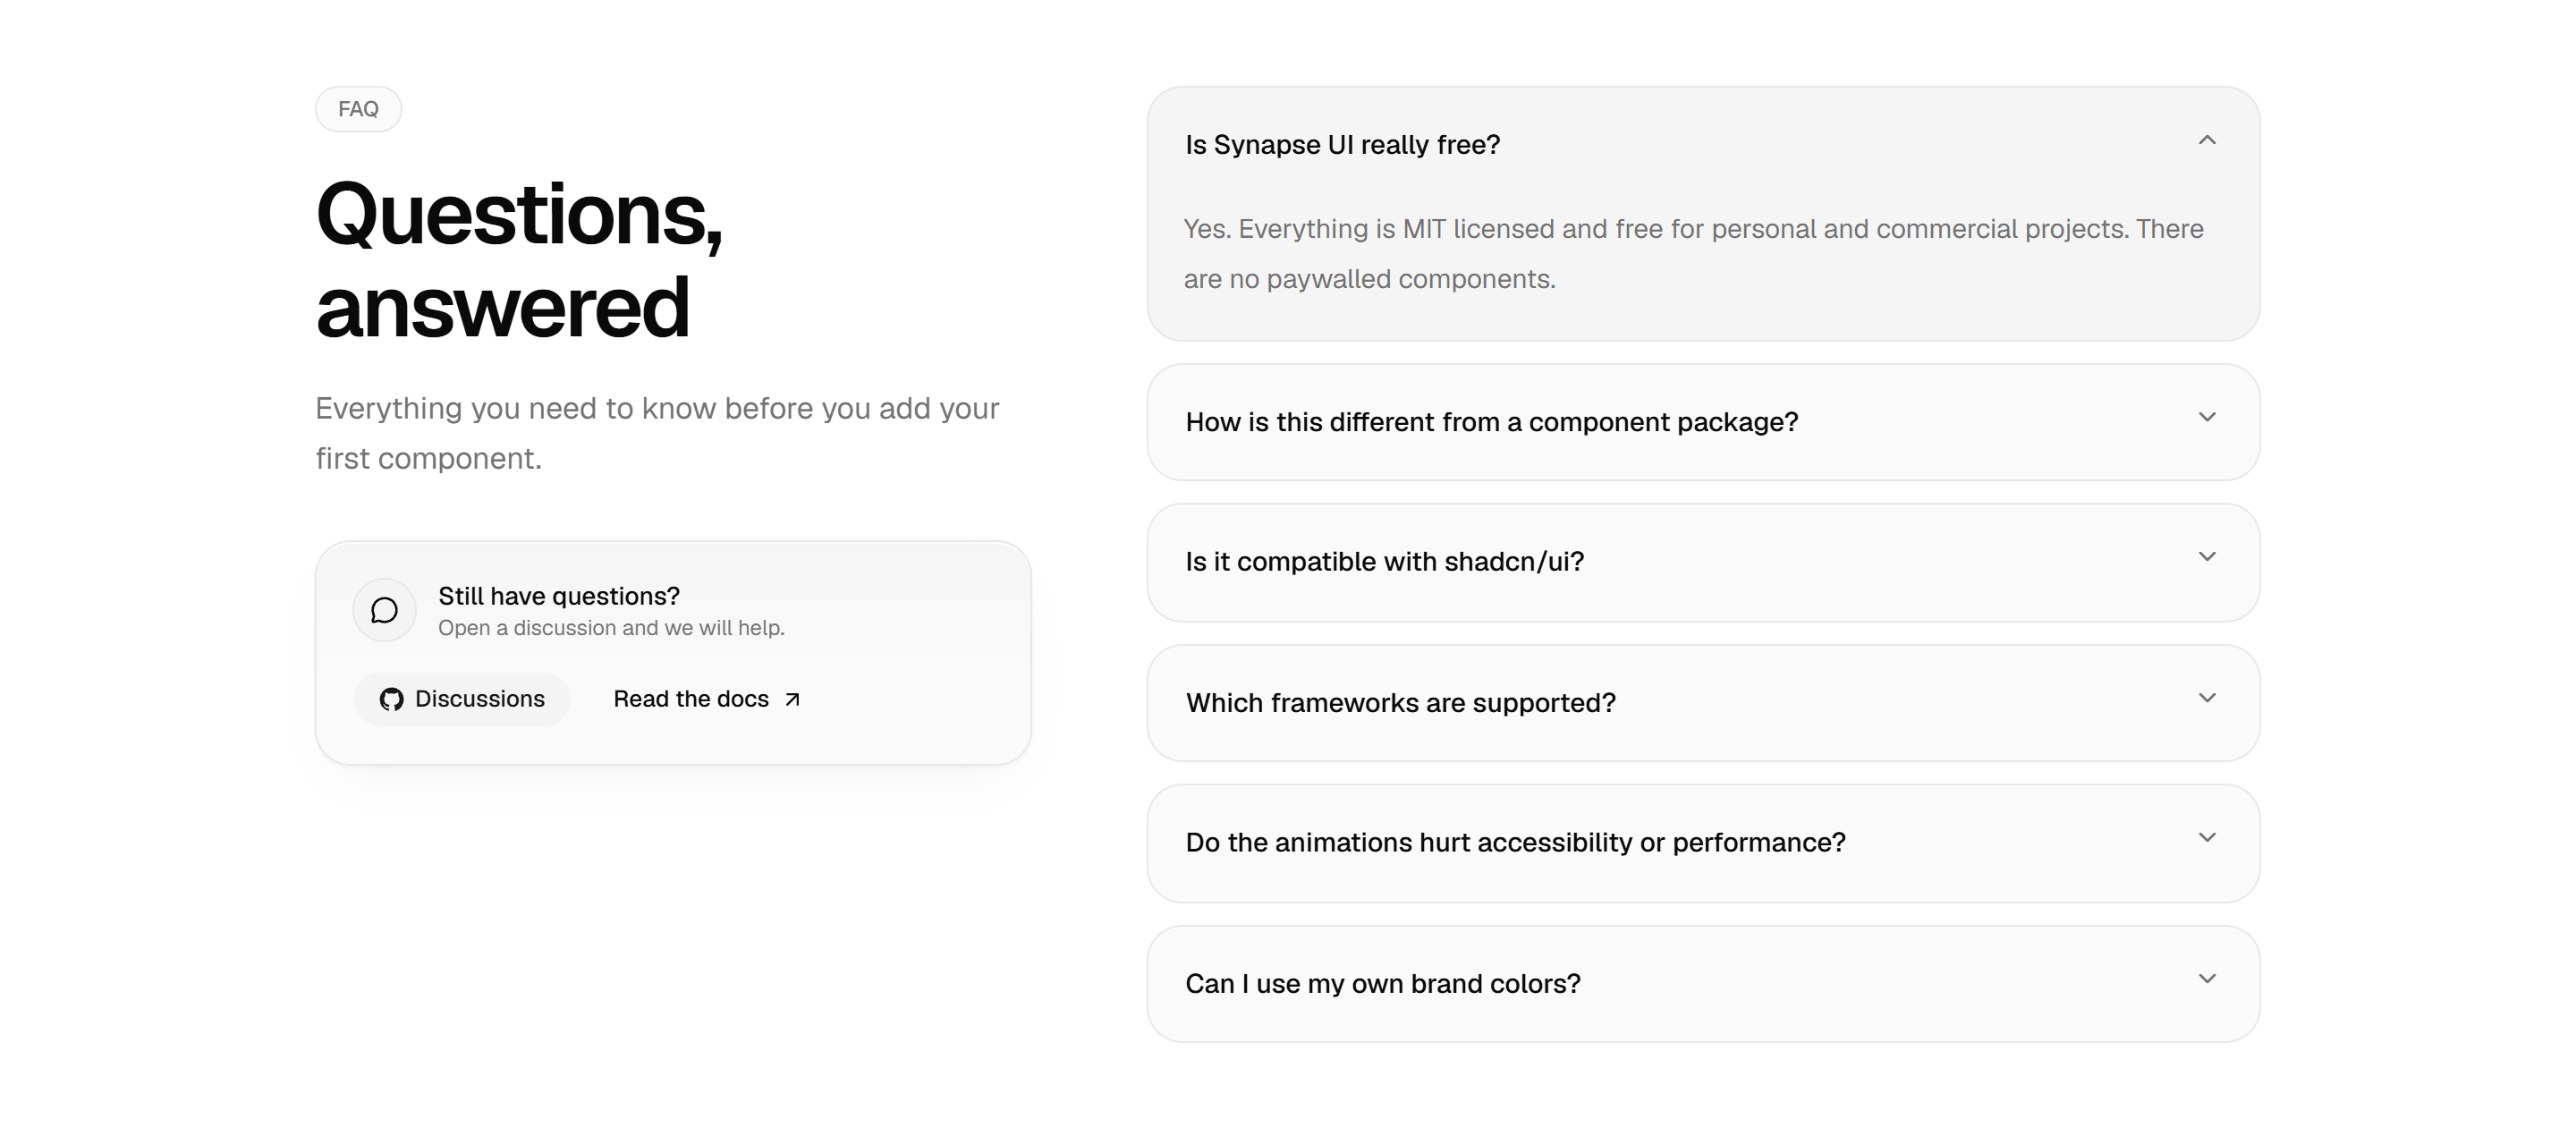 FAQ
Questions,
answered
Everything you need to know before you add your
first component.
Still have questions?
Open a discussion and we will help.
Discussions
Read the docs
Is Synapse UI really free?
Yes. Everything is MIT licensed and free for personal and commercial projects. There
are no paywalled components.
How is this different from a component package?
Is it compatible with shadcn/ui?
Which frameworks are supported?
Do the animations hurt accessibility or performance?
Can I use my own brand colors?